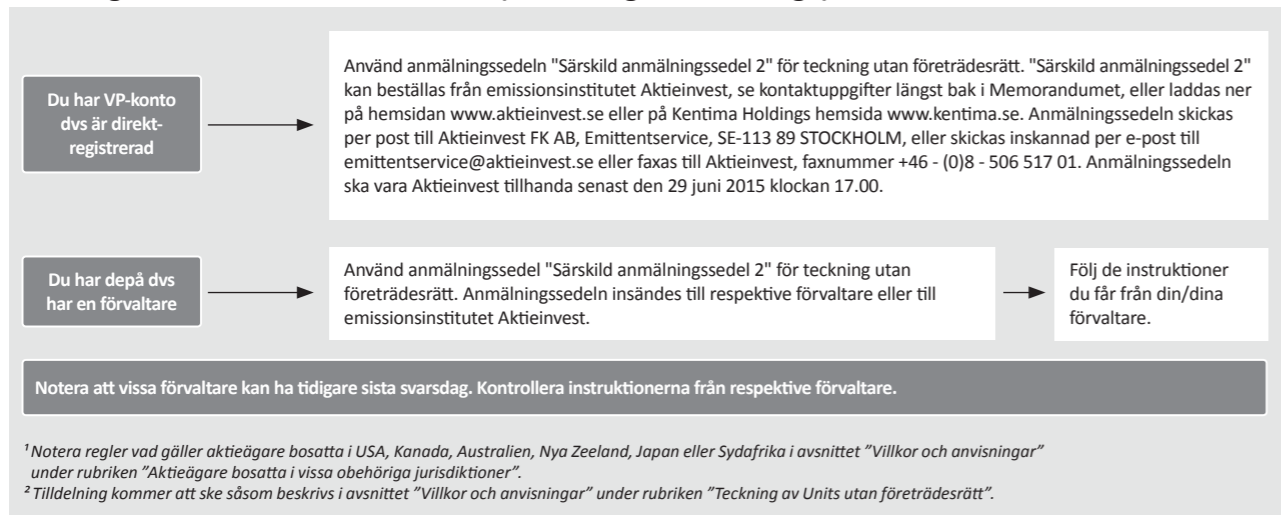 Du har VP-konto
dvs är direkt-
registrerad
Använd anmälningssedeln "Särskild anmälningssedel 2" för teckning utan företrädesrätt. "Särskild anmälningssedel 2"
kan beställas från emissionsinstitutet Aktieinvest, se kontaktuppgifter längst bak i Memorandumet, eller laddas ner
på hemsidan www.aktieinvest.se eller på Kentima Holdings hemsida www.kentima.se. Anmälningssedeln skickas
per post till Aktieinvest FK AB, Emittentservice, SE-113 89 STOCKHOLM, eller skickas inskannad per e-post till
emittentservice@aktieinvest.se eller faxas till Aktieinvest, faxnummer +46 - (0)8 - 506 517 01. Anmälningssedeln
ska vara Aktieinvest tillhanda senast den 29 juni 2015 klockan 17.00.
Du har depå dvs
har en förvaltare
Använd anmälningssedel "Särskild anmälningssedel 2" för teckning utan
företrädesrätt. Anmälningssedeln insändes till respektive förvaltare eller till
emissionsinstitutet Aktieinvest.
Följ de instruktioner
du får från din/dina
förvaltare.
Notera att vissa förvaltare kan ha tidigare sista svarsdag. Kontrollera instruktionerna från respektive förvaltare.
¹ Notera regler vad gäller aktieägare bosatta i USA, Kanada, Australien, Nya Zeeland, Japan eller Sydafrika i avsnittet ”Villkor och anvisningar”
under rubriken ”Aktieägare bosatta i vissa obehöriga jurisdiktioner”.
² Tilldelning kommer att ske såsom beskrivs i avsnittet ”Villkor och anvisningar” under rubriken ”Teckning av Units utan företrädesrätt”.